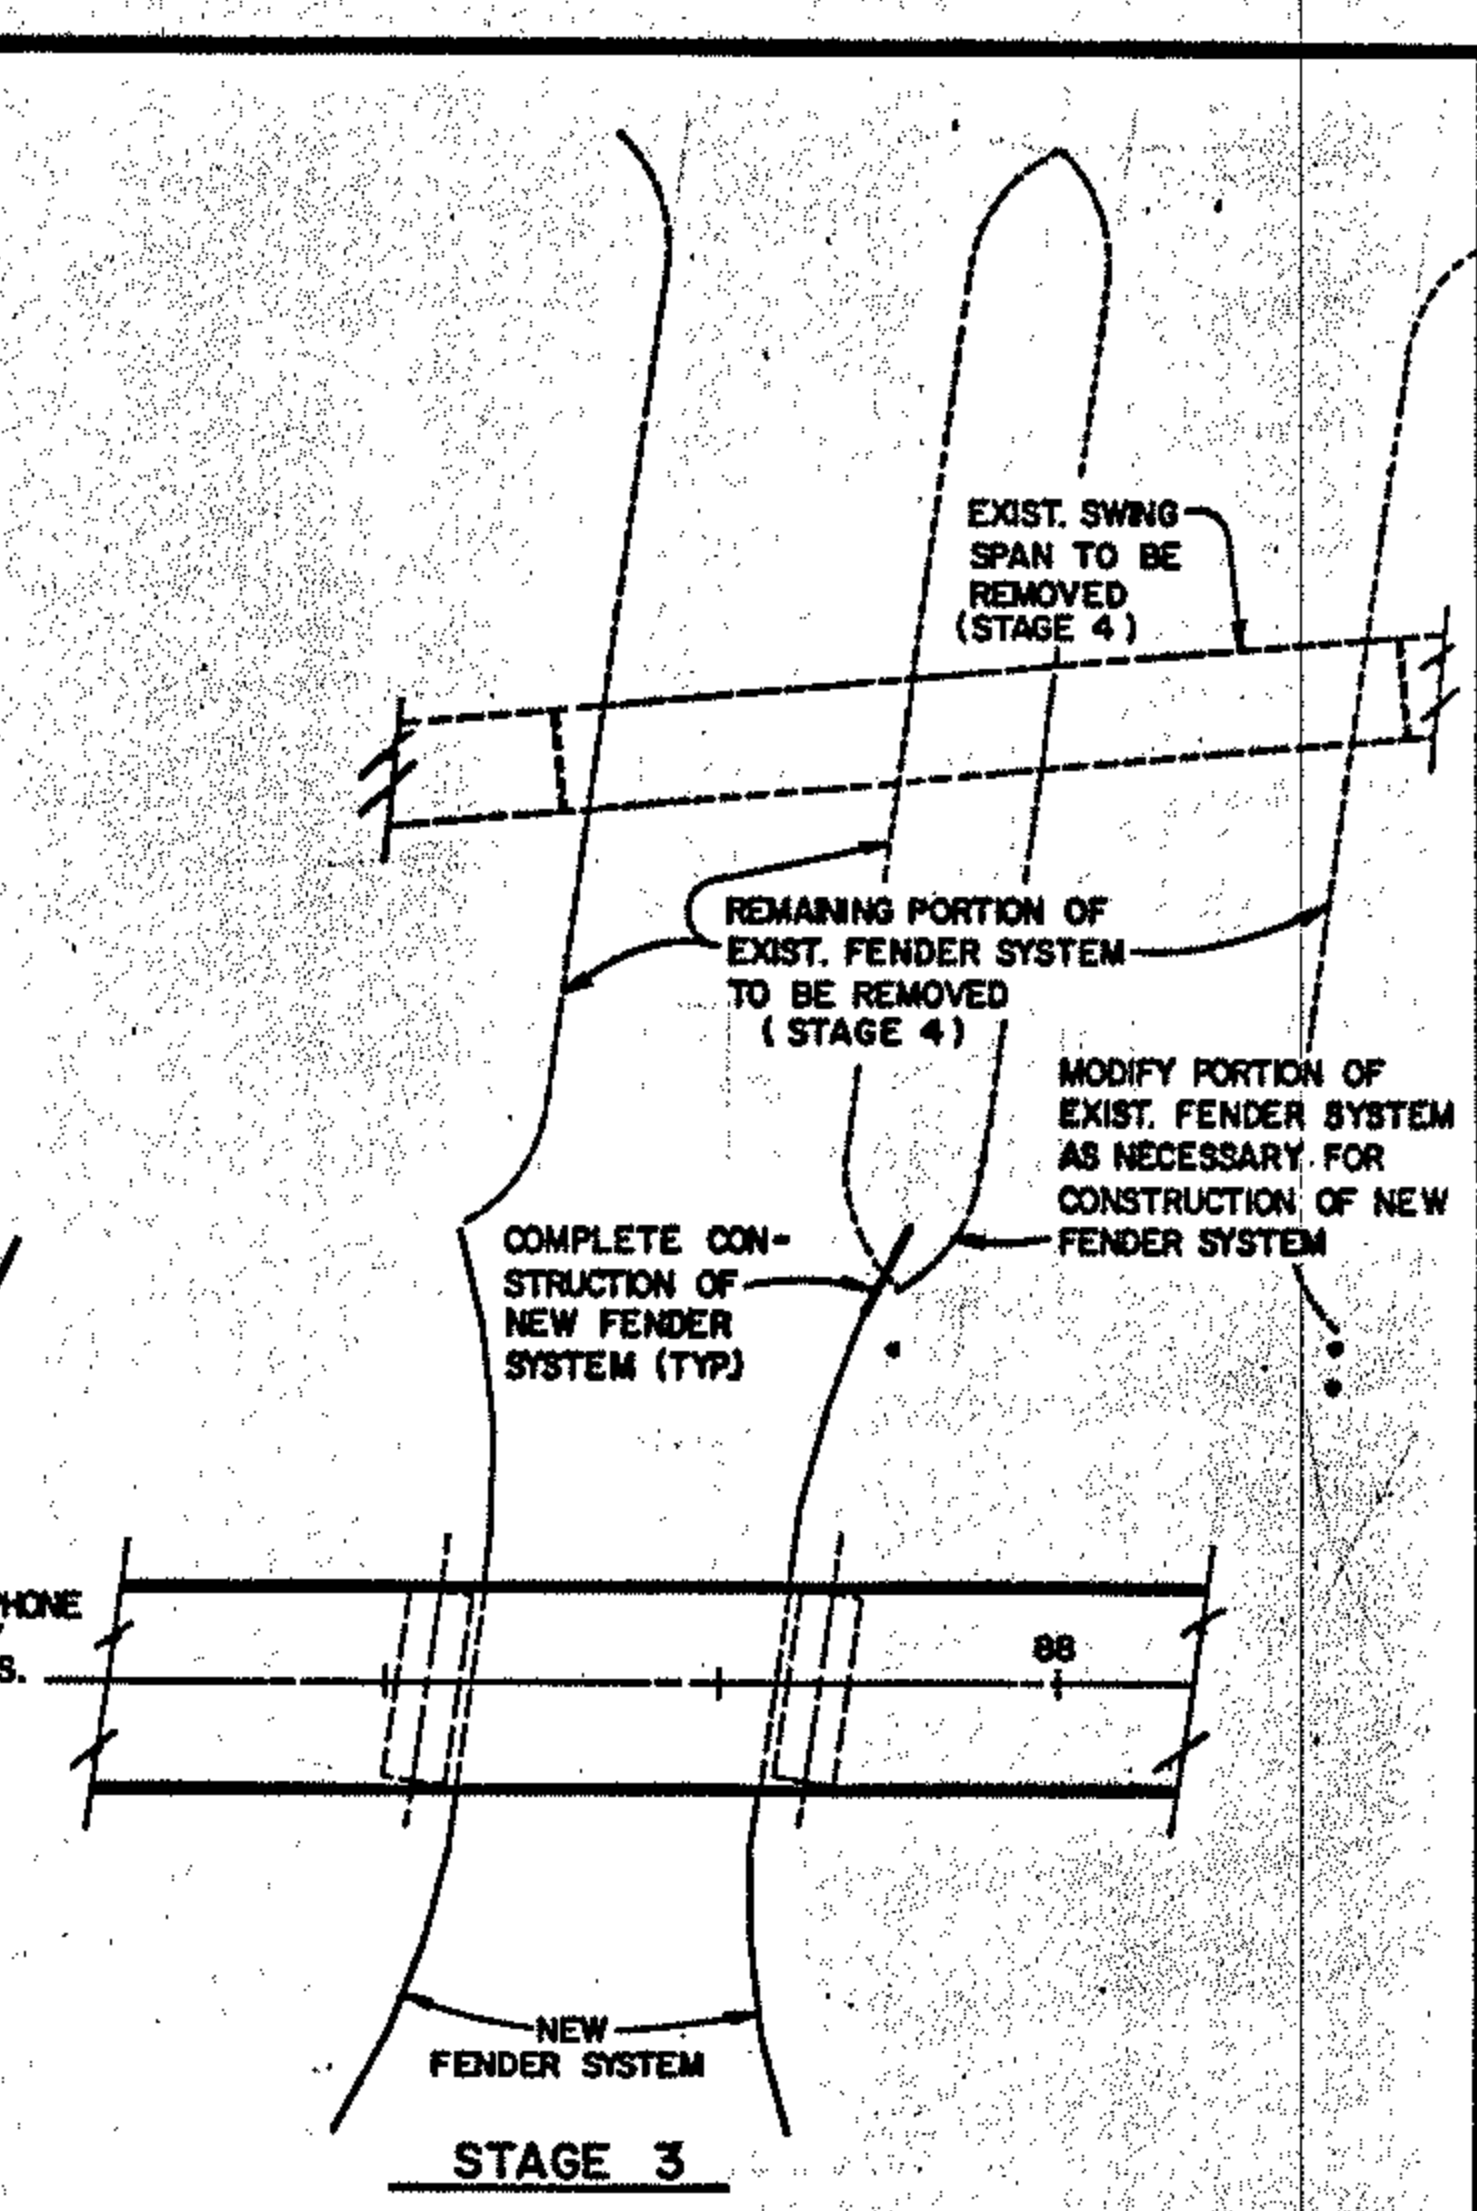 EXIST. SWING
SPAN TO BE
REMOVED
(STAGE 4)
REMAINING PORTION OF
EXIST. FENDER SYSTEM
TO BE REMOVED
(STAGE 4)
MODIFY PORTION OF
EXIST. FENDER SYSTEM
AS NECESSARY FOR
CONSTRUCTION OF NEW
FENDER SYSTEM
COMPLETE CON-
STRUCTION OF
NEW FENDER
SYSTEM (TYP.)
PHONE
S.
88
NEW
FENDER SYSTEM
STAGE 3